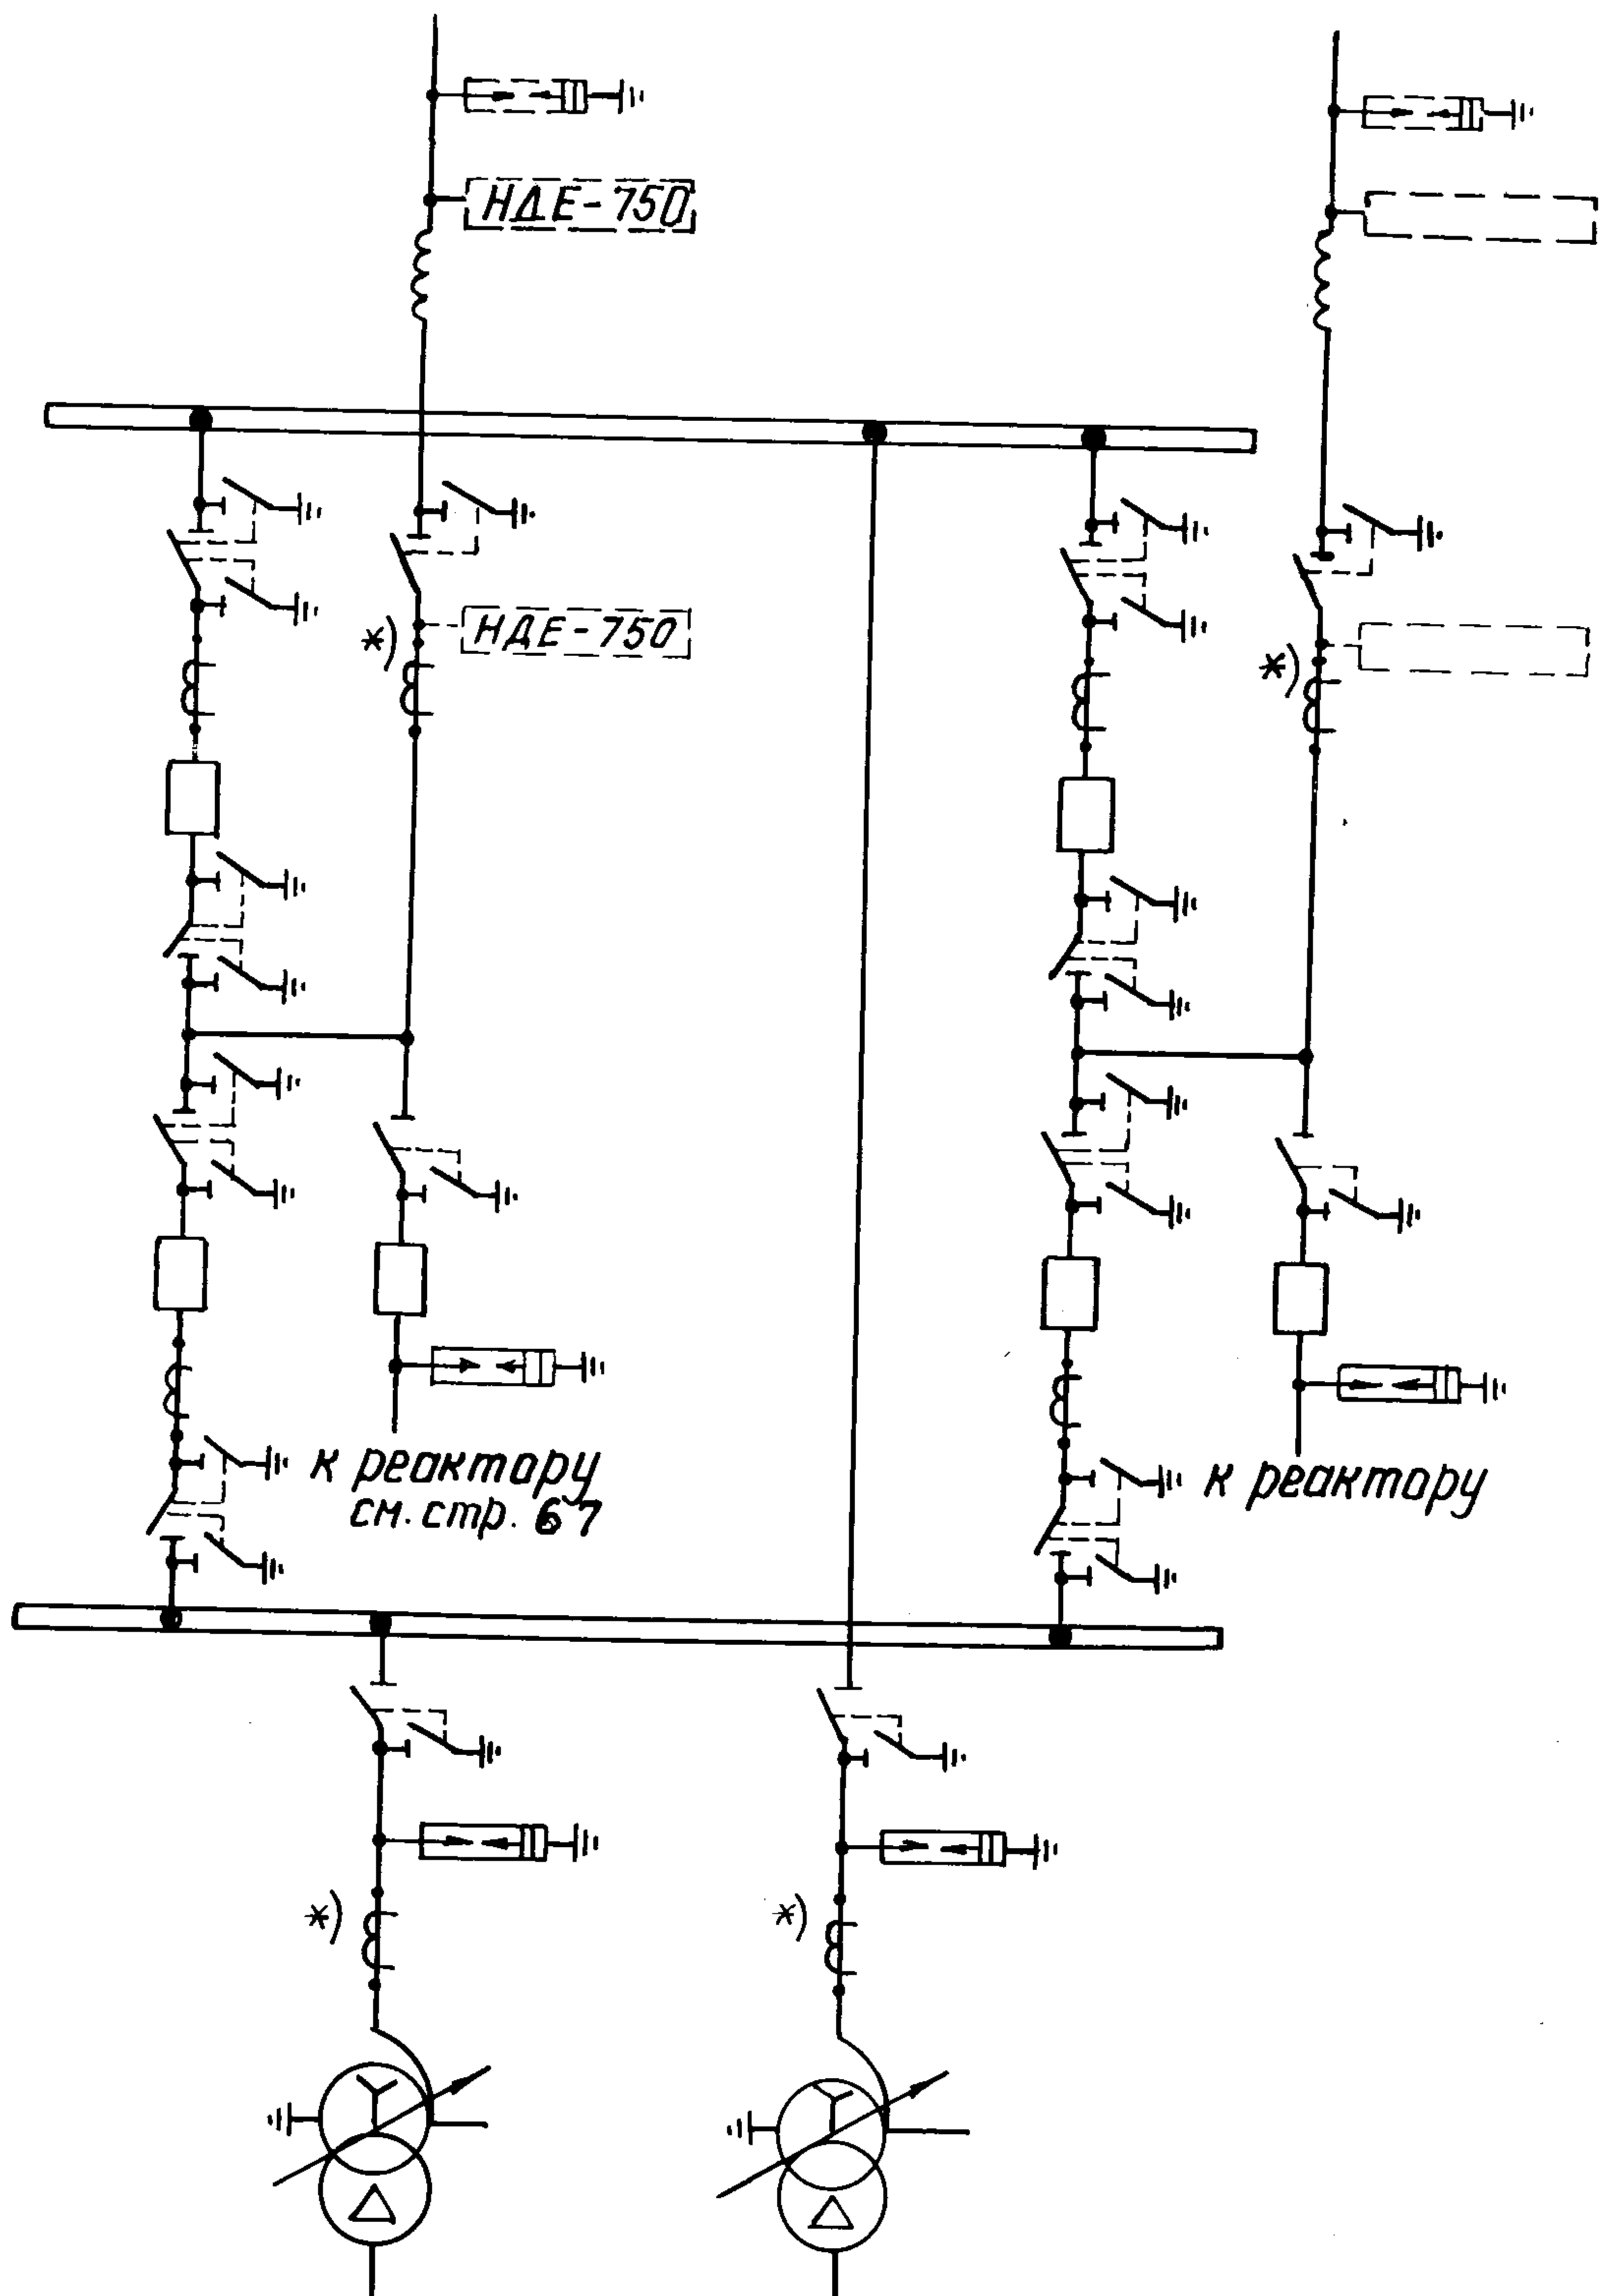 НДЕ-750
НДЕ-750
*)
*)
к реактору
см. стр. 67
к реактору
*)
*)